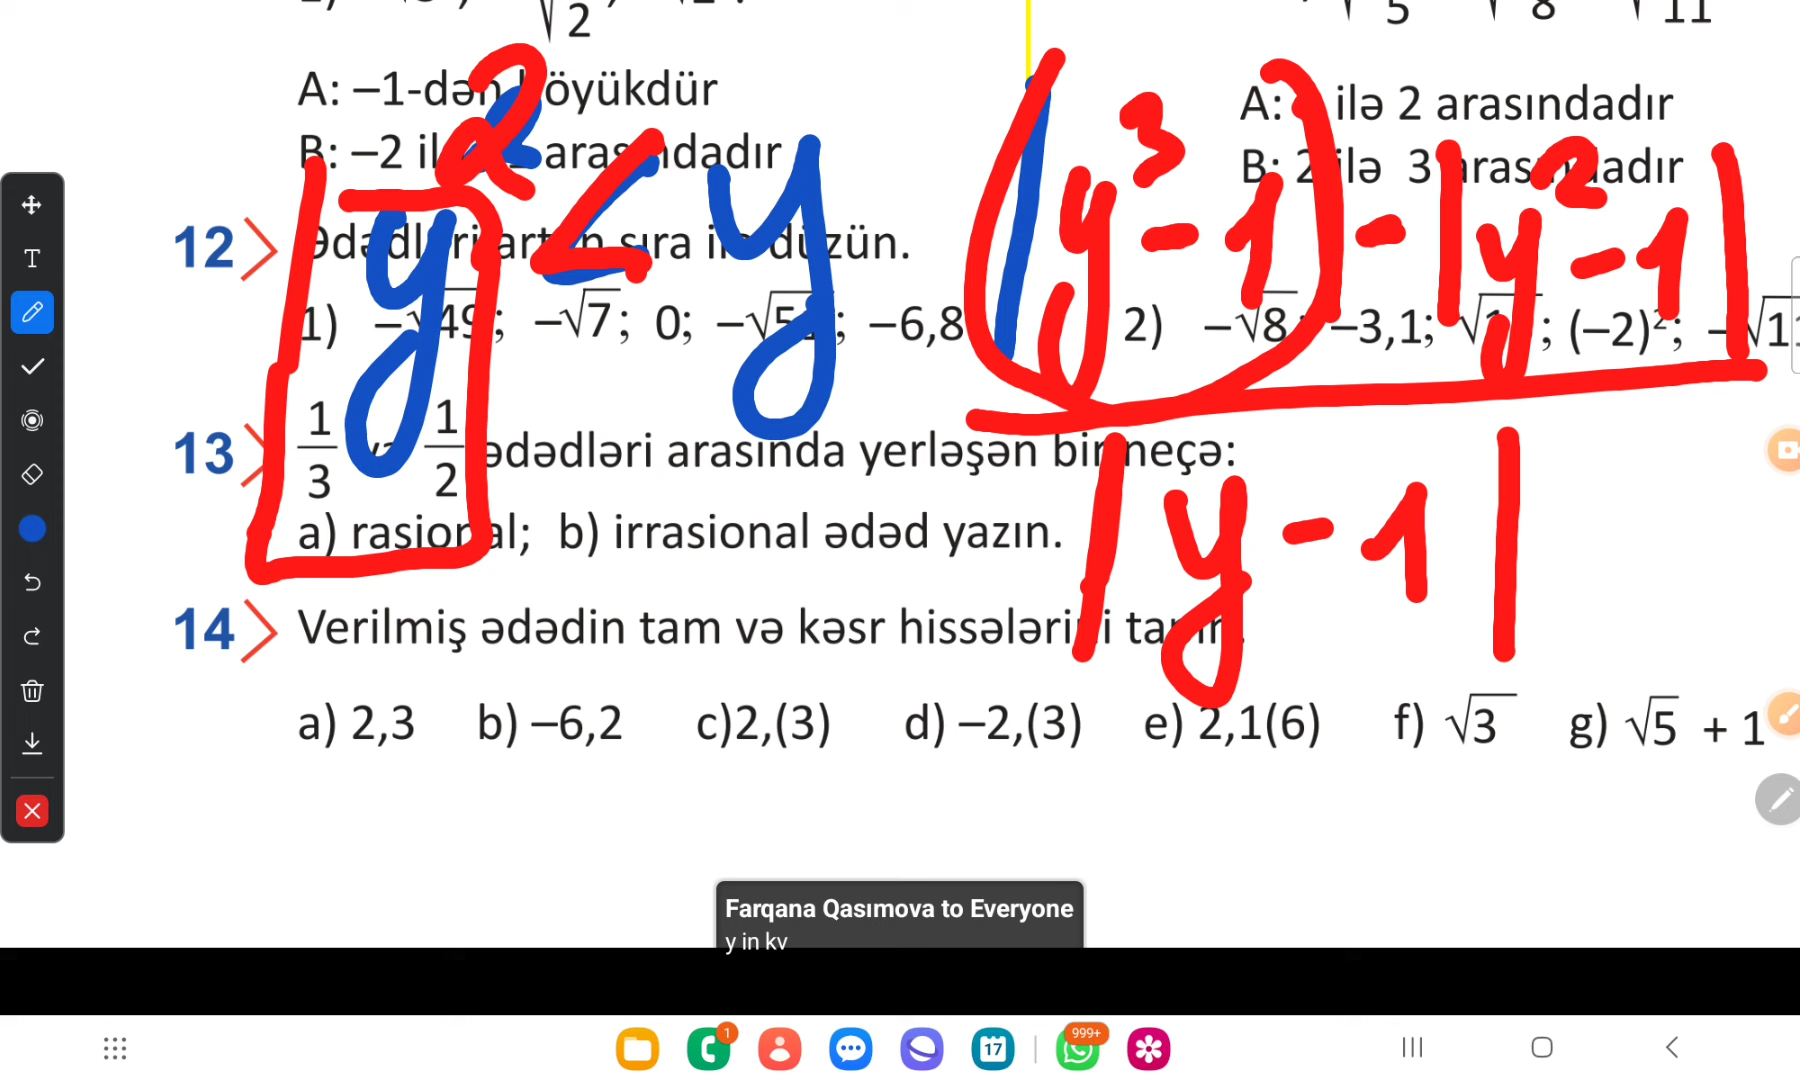 A: –1-dən böyükdür
B: –2 ilə arasındadır
A: ilə 2 arasındadır
B: 2 ilə 3 arasındadır
12 Ədədləri artan sıra ilə düzün.
1) –√49; –√7; 0; –√5 ; –6,8
2) –√8; –3,1; √1 ; (–2)²; –√11
13 1/3 və 1/2 ədədləri arasında yerləşən bir neçə:
a) rasional; b) irrasional ədəd yazın.
14 Verilmiş ədədin tam və kəsr hissələrini tapın.
a) 2,3 b) –6,2 c)2,(3) d) –2,(3) e) 2,1(6) f) √3 g) √5 + 1
y² < y
(y³ – 1) – |y² – 1|
|y – 1|
Farqana Qasımova to Everyone
y in kv
1
17
999+